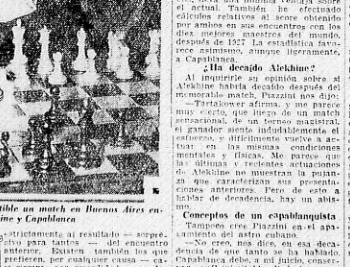 el actual. También he efectuado
cálculos relativos al score obtenido
por ambos en sus encuentros con los
diez mejores maestros del mundo,
después de 1927. La estadística favo-
rece asimismo, aunque ligeramente,
a Capablanca.
¿Ha decaído Alekhine?
Al inquirirle su opinión sobre si
Alekhine habría decaído después del
memorable match, Piazzini nos dijo:
—Tartakower afirma, y me parece
muy cierto, que luego de un match
sensacional, de un torneo magistral,
el ganador siente indudablemente el
esfuerzo, y difícilmente vuelve a ac-
tuar en las mismas condiciones
mentales y físicas. Me parece que
las últimas y recientes actuaciones
de Alekhine no muestran la pujan-
za que caracterizan sus presenta-
ciones anteriores. Pero de esto, a
hablar de decadencia, hay un abis-
mo.
Conceptos de un capablanquista
Tampoco cree Piazzini en el apa-
gamiento del astro cubano.
—No creo, nos dice, en esa deca-
dencia de que tanto se ha hablado.
Capablanca debe, a mi juicio, conser-
tible un match en Buenos Aires en-
ine y Capablanca
-strictamente al resultado — sorpre-
sivo para tantos — del encuentro
anterior. Existen también los que
prefieren, por cualquier causa — ca-